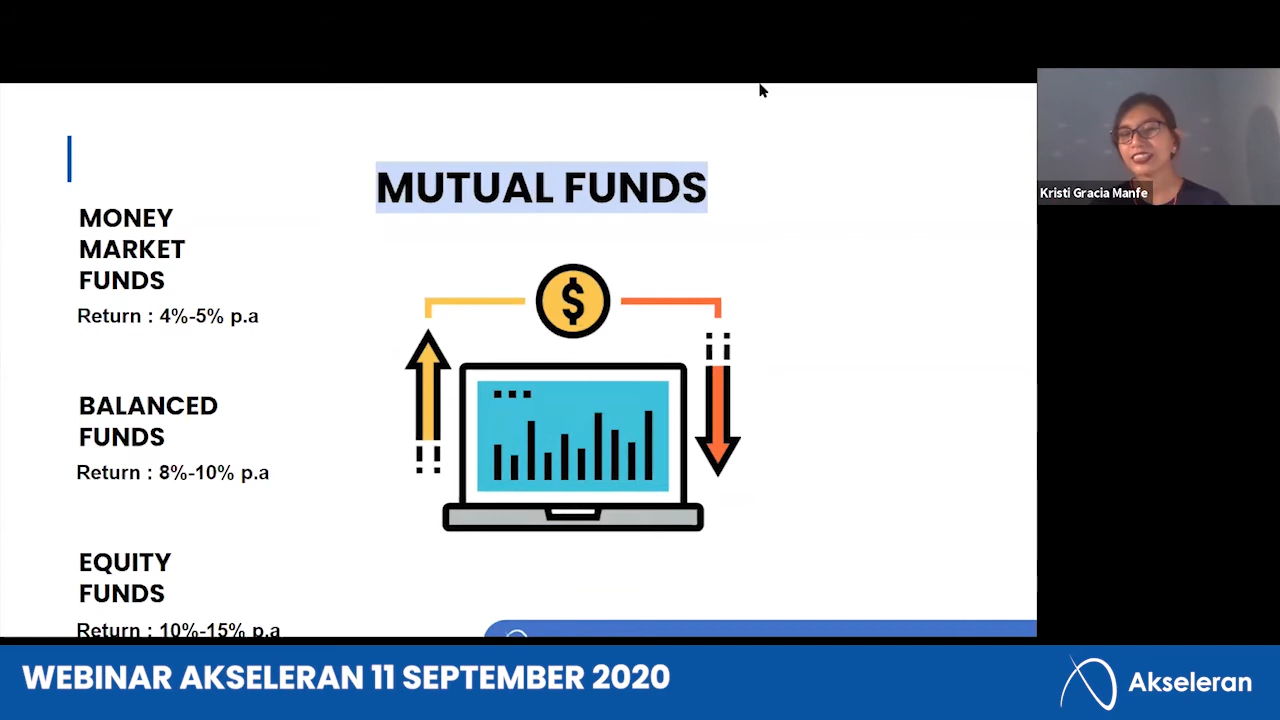 MUTUAL FUNDS
MONEY
MARKET
FUNDS
Return : 4%-5% p.a
BALANCED
FUNDS
Return : 8%-10% p.a
EQUITY
FUNDS
Return : 10%-15% p.a
$
Kristi Gracia Manfe
WEBINAR AKSELERAN 11 SEPTEMBER 2020
Akseleran